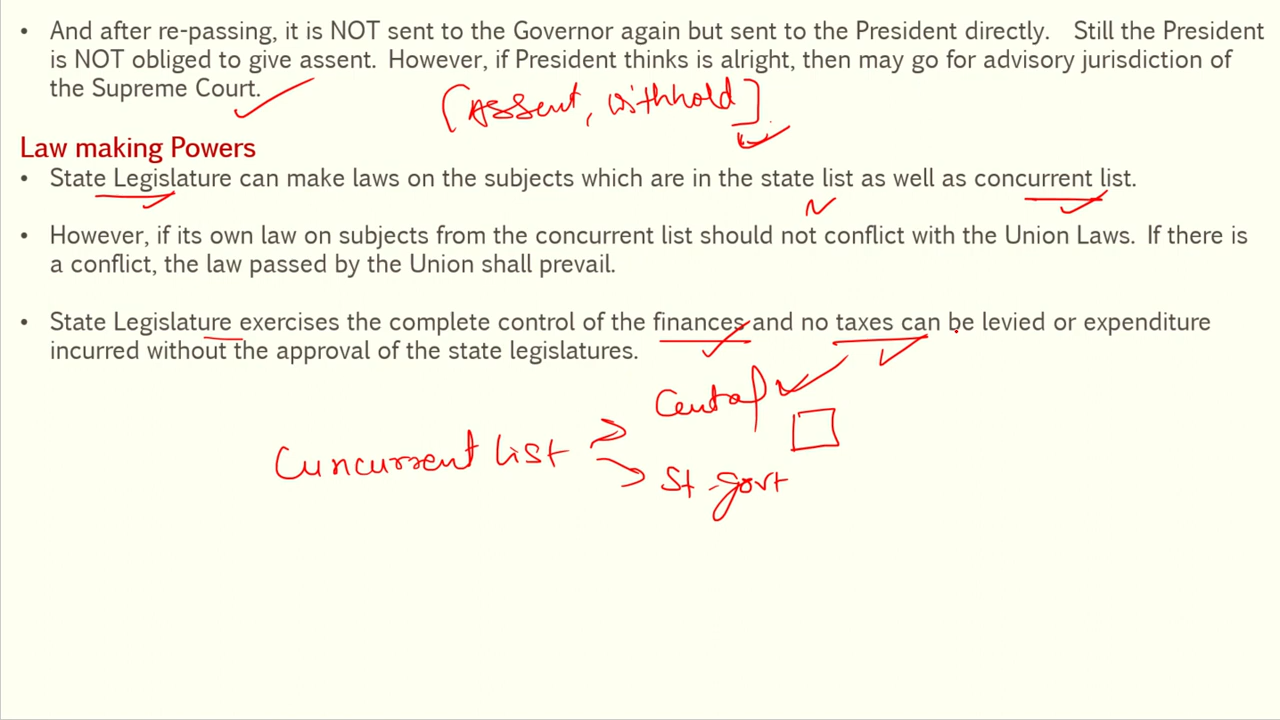 • And after re-passing, it is NOT sent to the Governor again but sent to the President directly. Still the President
is NOT obliged to give assent. However, if President thinks is alright, then may go for advisory jurisdiction of
the Supreme Court.
[Assent, withhold]
Law making Powers
• State Legislature can make laws on the subjects which are in the state list as well as concurrent list.
• However, if its own law on subjects from the concurrent list should not conflict with the Union Laws. If there is
a conflict, the law passed by the Union shall prevail.
• State Legislature exercises the complete control of the finances and no taxes can be levied or expenditure
incurred without the approval of the state legislatures.
Central
Cuncurrent list
St-govt